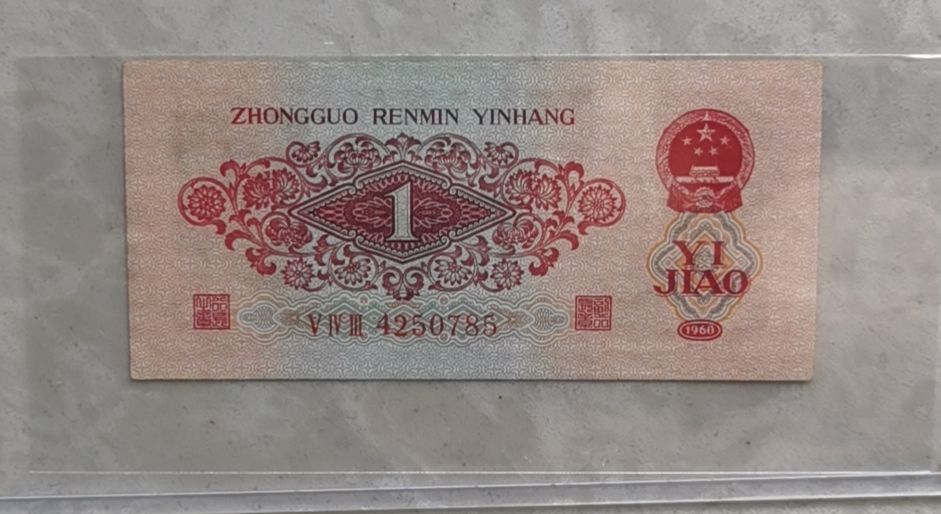 ZHONGGUO RENMIN YINHANG
1
YI
JIAO
V IV III 4250785
1960